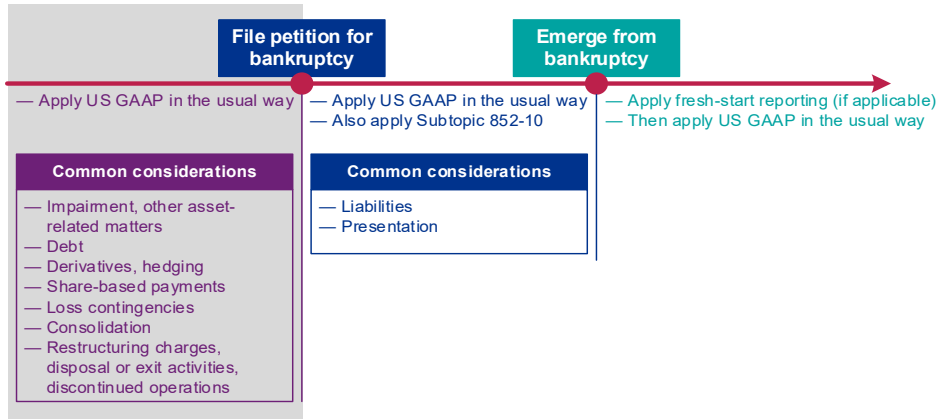 File petition for
bankruptcy
Emerge from
bankruptcy
— Apply US GAAP in the usual way
— Apply US GAAP in the usual way
— Also apply Subtopic 852-10
— Apply fresh-start reporting (if applicable)
— Then apply US GAAP in the usual way
Common considerations
— Impairment, other asset-
related matters
— Debt
— Derivatives, hedging
— Share-based payments
— Loss contingencies
— Consolidation
— Restructuring charges,
disposal or exit activities,
discontinued operations
Common considerations
— Liabilities
— Presentation